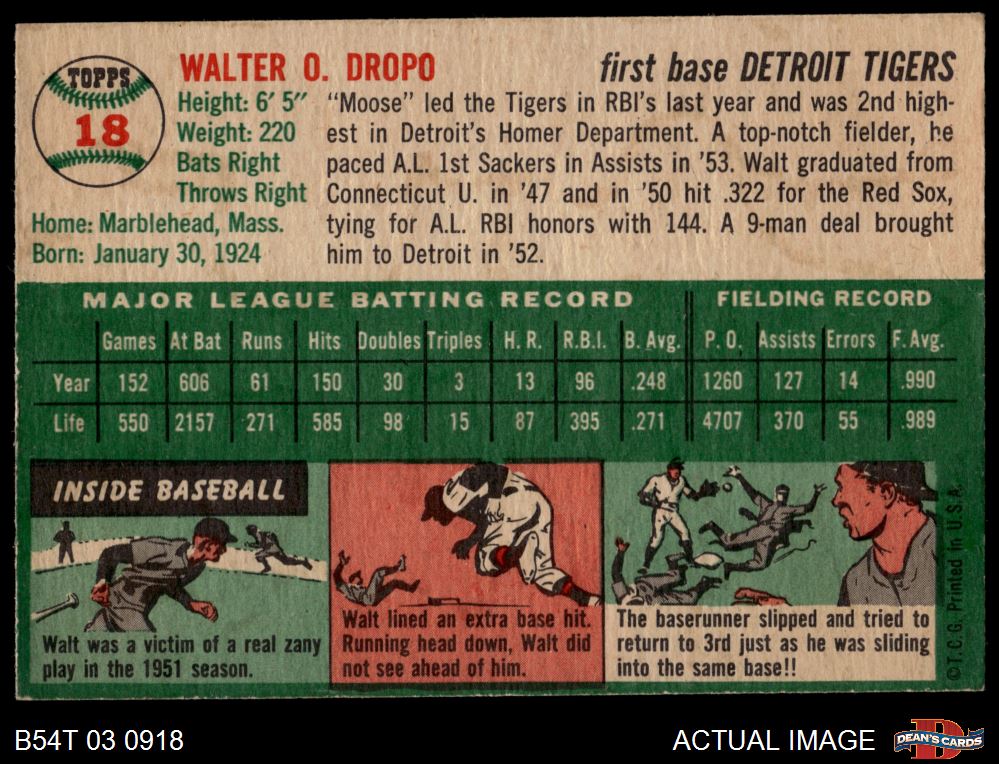 TOPPS
18
WALTER O. DROPO
first base DETROIT TIGERS
Height: 6' 5"
Weight: 220
Bats Right
Throws Right
Home: Marblehead, Mass.
Born: January 30, 1924
"Moose" led the Tigers in RBI's last year and was 2nd high-
est in Detroit's Homer Department. A top-notch fielder, he
paced A.L. 1st Sackers in Assists in '53. Walt graduated from
Connecticut U. in '47 and in '50 hit .322 for the Red Sox,
tying for A.L. RBI honors with 144. A 9-man deal brought
him to Detroit in '52.
MAJOR LEAGUE BATTING RECORD FIELDING RECORD
Games At Bat Runs Hits Doubles Triples H. R. R.B.I. B. Avg. P. O. Assists Errors F. Avg.
Year 152 606 61 150 30 3 13 96 .248 1260 127 14 .990
Life 550 2157 271 585 98 15 87 395 .271 4707 370 55 .989
INSIDE BASEBALL
Walt was a victim of a real zany
play in the 1951 season.
Walt lined an extra base hit.
Running head down, Walt did
not see ahead of him.
The baserunner slipped and tried to
return to 3rd just as he was sliding
into the same base!!
© T.C.G. Printed in U.S.A.
B54T 03 0918
ACTUAL IMAGE
D
DEAN'S CARDS